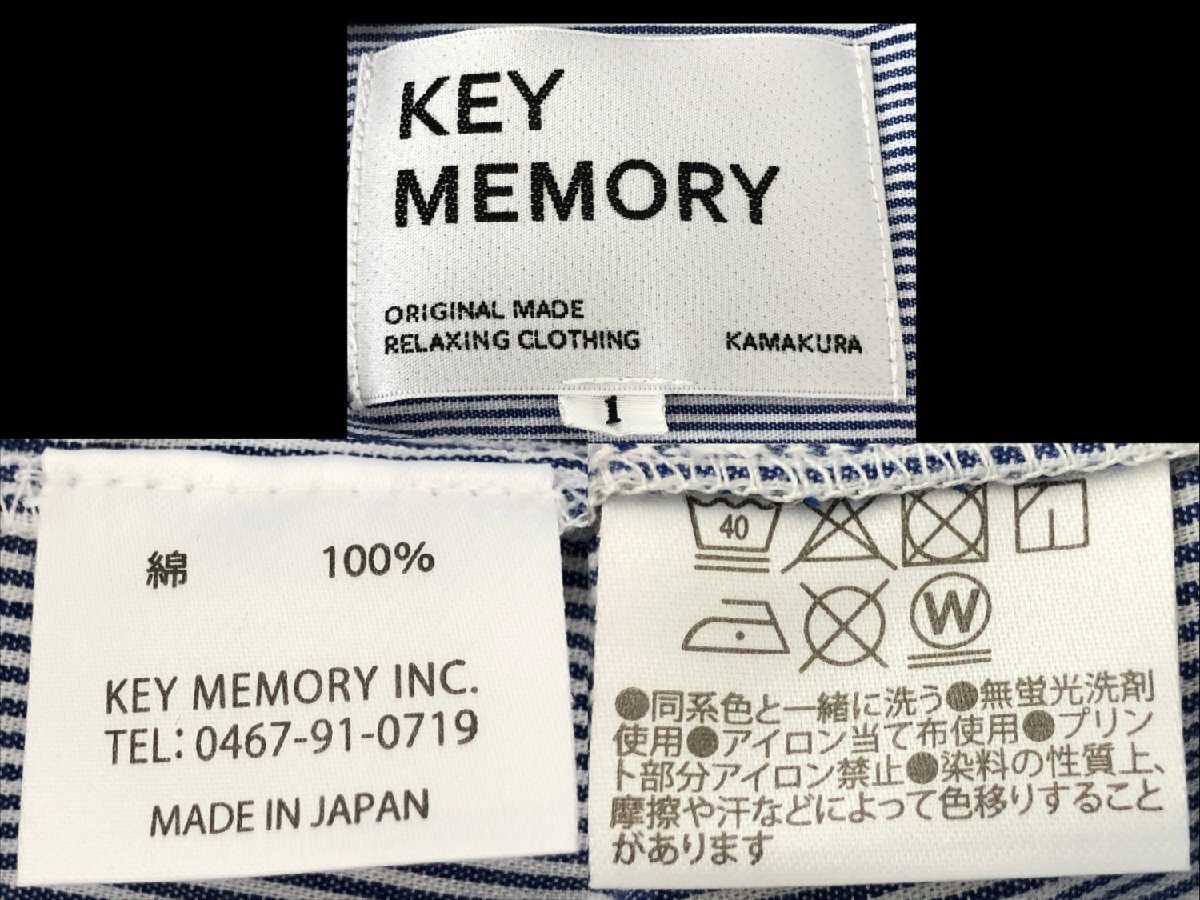 KEY
MEMORY
ORIGINAL MADE
RELAXING CLOTHING KAMAKURA
1
綿 100%
KEY MEMORY INC.
TEL: 0467-91-0719
MADE IN JAPAN
40
W
●同系色と一緒に洗う●無蛍光洗剤
使用●アイロン当て布使用●プリン
ト部分アイロン禁止●染料の性質上、
摩擦や汗などによって色移りすること
があります